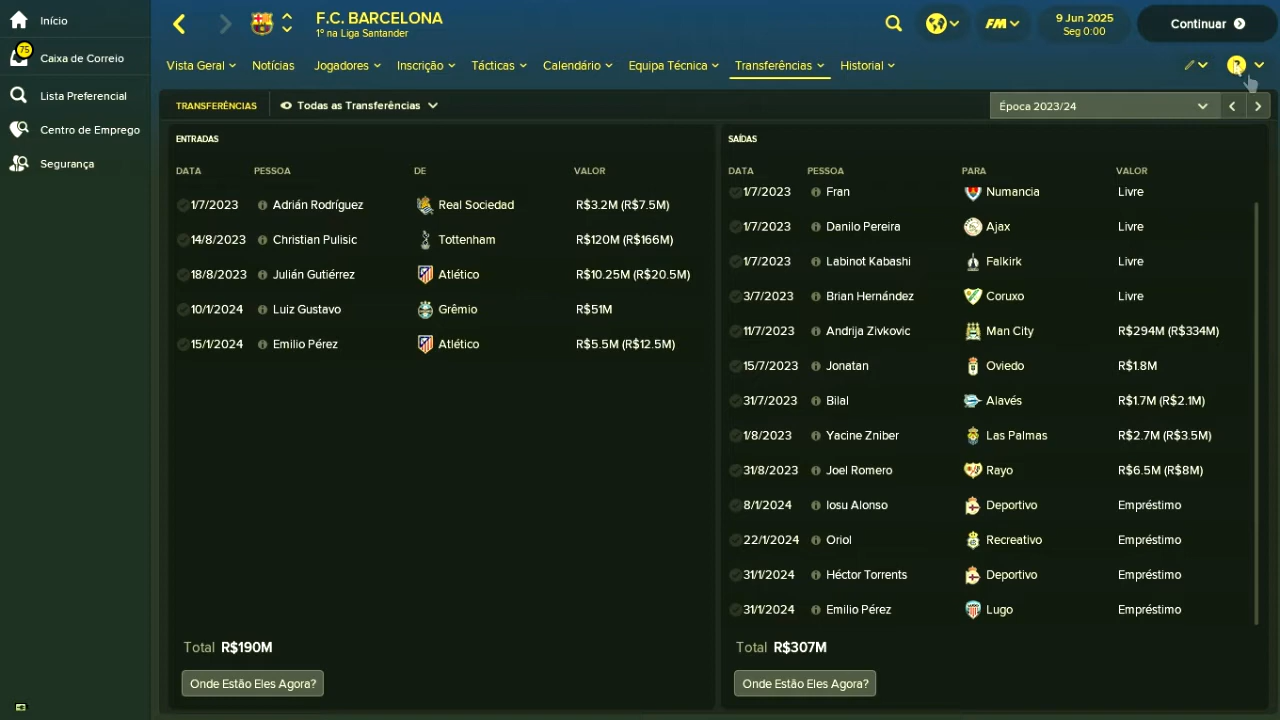 Início
75
Caixa de Correio
Lista Preferencial
Centro de Emprego
Segurança
F.C. BARCELONA
1º na Liga Santander
FM
9 Jun 2025
Seg 0:00
Continuar
Vista Geral
Notícias
Jogadores
Inscrição
Tácticas
Calendário
Equipa Técnica
Transferências
Historial
?
TRANSFERÊNCIAS
Todas as Transferências
Época 2023/24
ENTRADAS
DATA PESSOA DE VALOR
1/7/2023 Adrián Rodríguez Real Sociedad R$3.2M (R$7.5M)
14/8/2023 Christian Pulisic Tottenham R$120M (R$166M)
18/8/2023 Julián Gutiérrez Atlético R$10.25M (R$20.5M)
10/1/2024 Luiz Gustavo Grêmio R$51M
15/1/2024 Emilio Pérez Atlético R$5.5M (R$12.5M)
Total R$190M
Onde Estão Eles Agora?
SAÍDAS
DATA PESSOA PARA VALOR
1/7/2023 Fran Numancia Livre
1/7/2023 Danilo Pereira Ajax Livre
1/7/2023 Labinot Kabashi Falkirk Livre
3/7/2023 Brian Hernández Coruxo Livre
11/7/2023 Andrija Zivkovic Man City R$294M (R$334M)
15/7/2023 Jonatan Oviedo R$1.8M
31/7/2023 Bilal Alavés R$1.7M (R$2.1M)
1/8/2023 Yacine Zniber Las Palmas R$2.7M (R$3.5M)
31/8/2023 Joel Romero Rayo R$6.5M (R$8M)
8/1/2024 Iosu Alonso Deportivo Empréstimo
22/1/2024 Oriol Recreativo Empréstimo
31/1/2024 Héctor Torrents Deportivo Empréstimo
31/1/2024 Emilio Pérez Lugo Empréstimo
Total R$307M
Onde Estão Eles Agora?